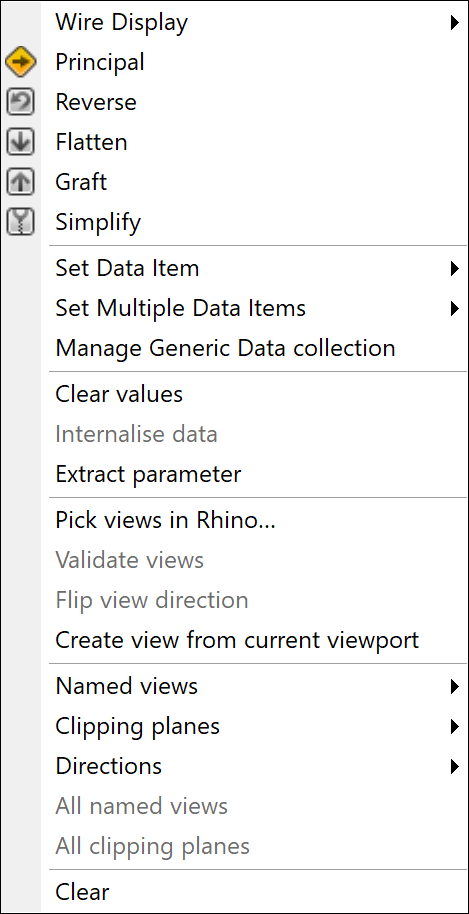 Wire Display
Principal
Reverse
Flatten
Graft
Simplify
Set Data Item
Set Multiple Data Items
Manage Generic Data collection
Clear values
Internalise data
Extract parameter
Pick views in Rhino...
Validate views
Flip view direction
Create view from current viewport
Named views
Clipping planes
Directions
All named views
All clipping planes
Clear